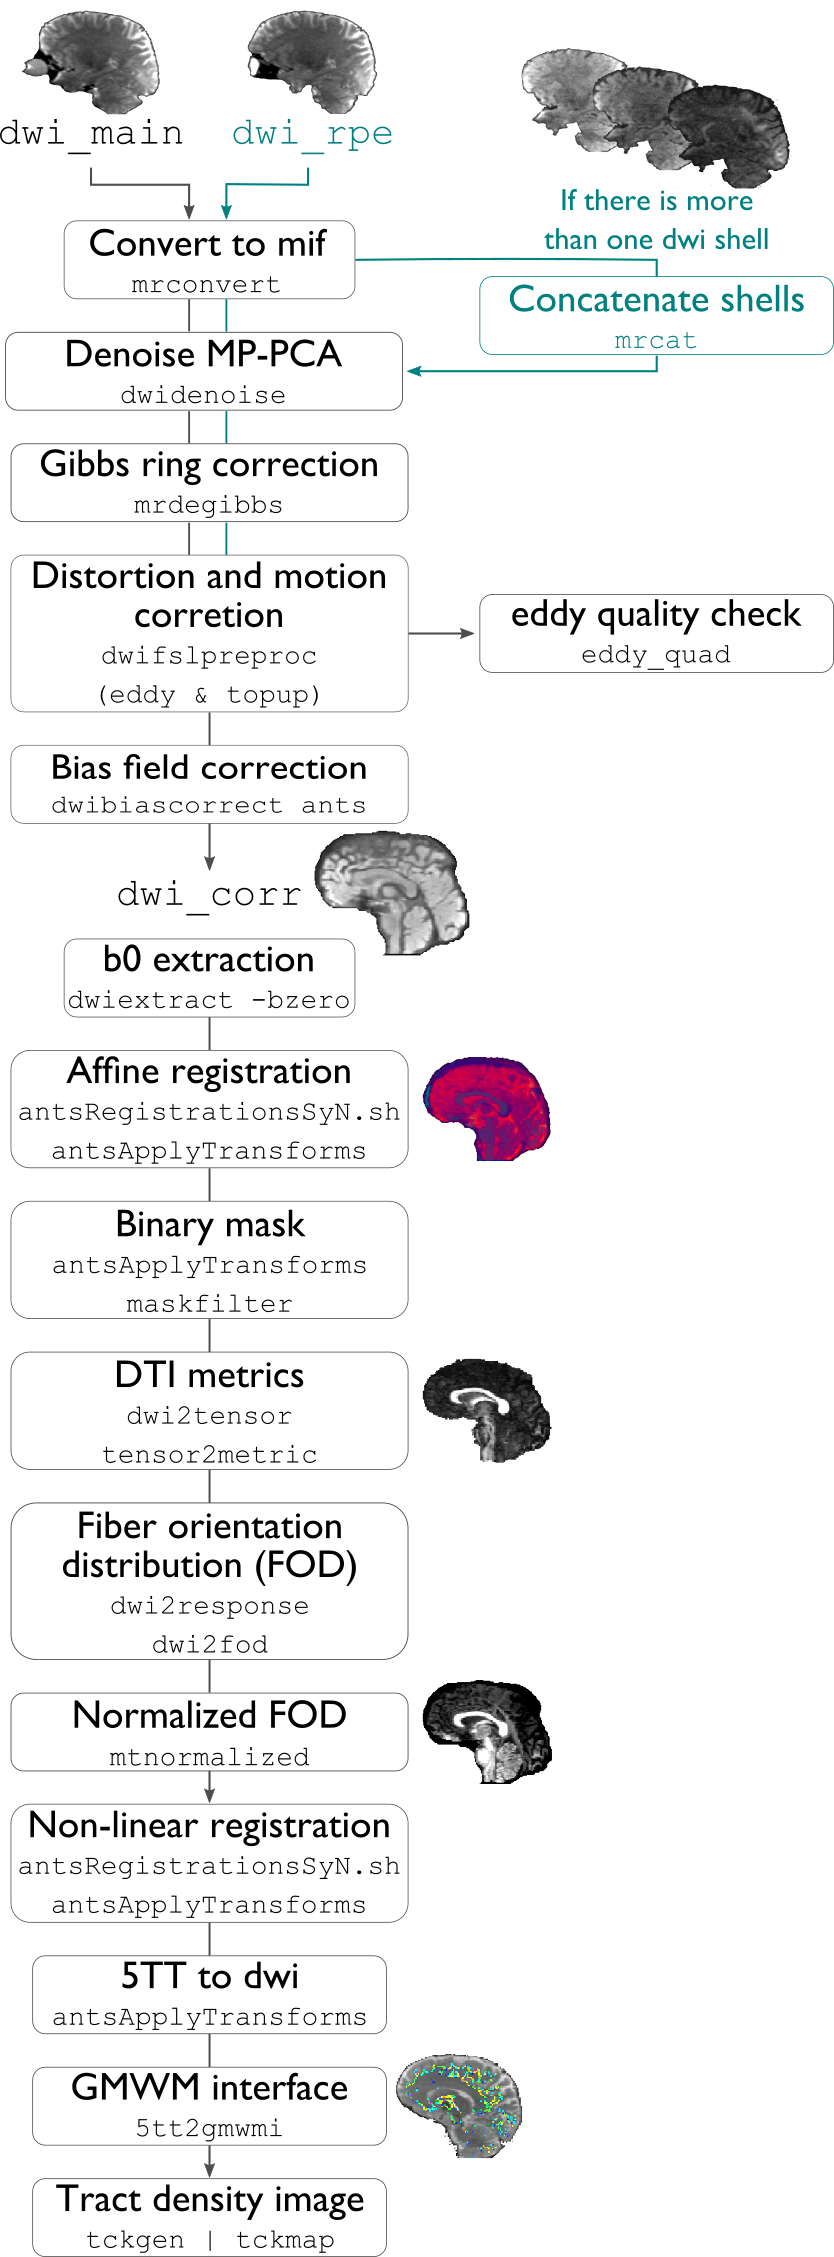 dwi_main
dwi_rpe
If there is more
than one dwi shell
Convert to mif
mrconvert
Concatenate shells
mrcat
Denoise MP-PCA
dwidenoise
Gibbs ring correction
mrdegibbs
Distortion and motion
corretion
dwifslpreproc
(eddy & topup)
eddy quality check
eddy_quad
Bias field correction
dwibiascorrect ants
dwi_corr
b0 extraction
dwiextract -bzero
Affine registration
antsRegistrationsSyN.sh
antsApplyTransforms
Binary mask
antsApplyTransforms
maskfilter
DTI metrics
dwi2tensor
tensor2metric
Fiber orientation
distribution (FOD)
dwi2response
dwi2fod
Normalized FOD
mtnormalized
Non-linear registration
antsRegistrationsSyN.sh
antsApplyTransforms
5TT to dwi
antsApplyTransforms
GMWM interface
5tt2gmwmi
Tract density image
tckgen | tckmap